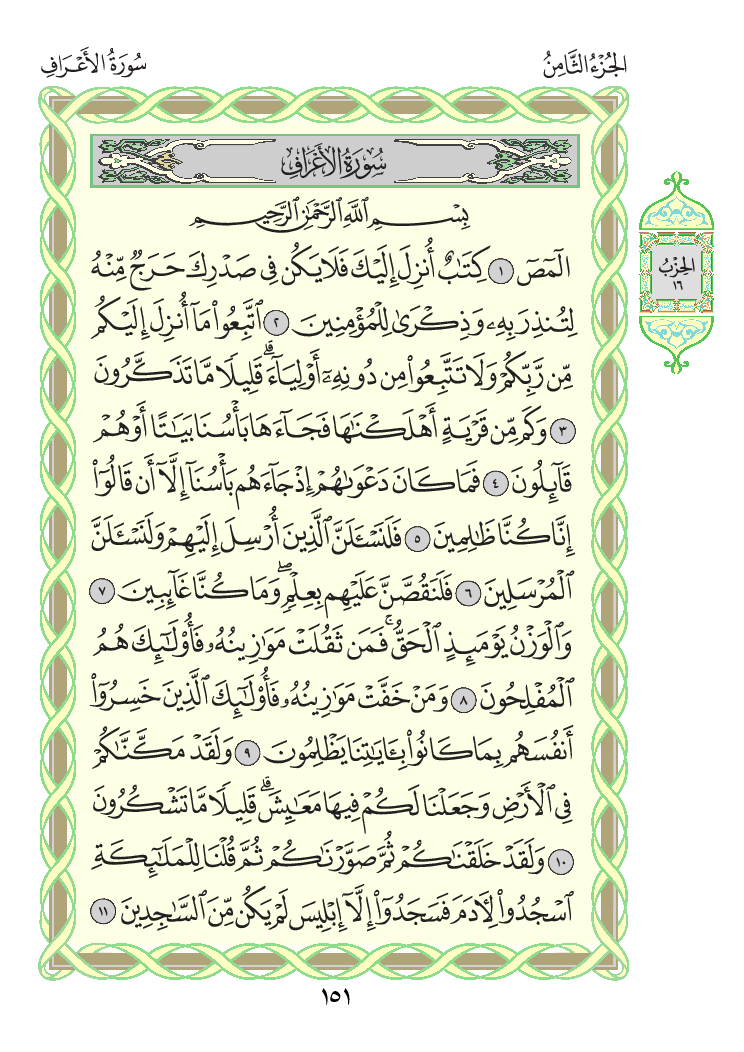 الجُزْءُ الثَّامِنُ
سُورَةُ الأَعْرَافِ
سُورَةُ الأَعْرَافِ
بِسْمِ ٱللَّهِ ٱلرَّحْمَٰنِ ٱلرَّحِيمِ
الٓمٓصٓ ١ كِتَٰبٌ أُنزِلَ إِلَيْكَ فَلَا يَكُن فِى صَدْرِكَ حَرَجٌ مِّنْهُ
لِتُنذِرَ بِهِۦ وَذِكْرَىٰ لِلْمُؤْمِنِينَ ٢ ٱتَّبِعُوا۟ مَآ أُنزِلَ إِلَيْكُم
مِّن رَّبِّكُمْ وَلَا تَتَّبِعُوا۟ مِن دُونِهِۦٓ أَوْلِيَآءَ ۗ قَلِيلًا مَّا تَذَكَّرُونَ
٣ وَكَم مِّن قَرْيَةٍ أَهْلَكْنَٰهَا فَجَآءَهَا بَأْسُنَا بَيَٰتًا أَوْ هُمْ
قَآئِلُونَ ٤ فَمَا كَانَ دَعْوَىٰهُمْ إِذْ جَآءَهُم بَأْسُنَآ إِلَّآ أَن قَالُوٓا۟
إِنَّا كُنَّا ظَٰلِمِينَ ٥ فَلَنَسْـَٔلَنَّ ٱلَّذِينَ أُرْسِلَ إِلَيْهِمْ وَلَنَسْـَٔلَنَّ
ٱلْمُرْسَلِينَ ٦ فَلَنَقُصَّنَّ عَلَيْهِم بِعِلْمٍ ۖ وَمَا كُنَّا غَآئِبِينَ ٧
وَٱلْوَزْنُ يَوْمَئِذٍ ٱلْحَقُّ ۚ فَمَن ثَقُلَتْ مَوَٰزِينُهُۥ فَأُو۟لَٰٓئِكَ هُمُ
ٱلْمُفْلِحُونَ ٨ وَمَنْ خَفَّتْ مَوَٰزِينُهُۥ فَأُو۟لَٰٓئِكَ ٱلَّذِينَ خَسِرُوٓا۟
أَنفُسَهُم بِمَا كَانُوا۟ بِـَٔايَٰتِنَا يَظْلِمُونَ ٩ وَلَقَدْ مَكَّنَّٰكُمْ
فِى ٱلْأَرْضِ وَجَعَلْنَا لَكُمْ فِيهَا مَعَٰيِشَ ۗ قَلِيلًا مَّا تَشْكُرُونَ
١٠ وَلَقَدْ خَلَقْنَٰكُمْ ثُمَّ صَوَّرْنَٰكُمْ ثُمَّ قُلْنَا لِلْمَلَٰٓئِكَةِ
ٱسْجُدُوا۟ لِـَٔادَمَ فَسَجَدُوٓا۟ إِلَّآ إِبْلِيسَ لَمْ يَكُن مِّنَ ٱلسَّٰجِدِينَ ١١
الحِزْبُ
١٦
١٥١